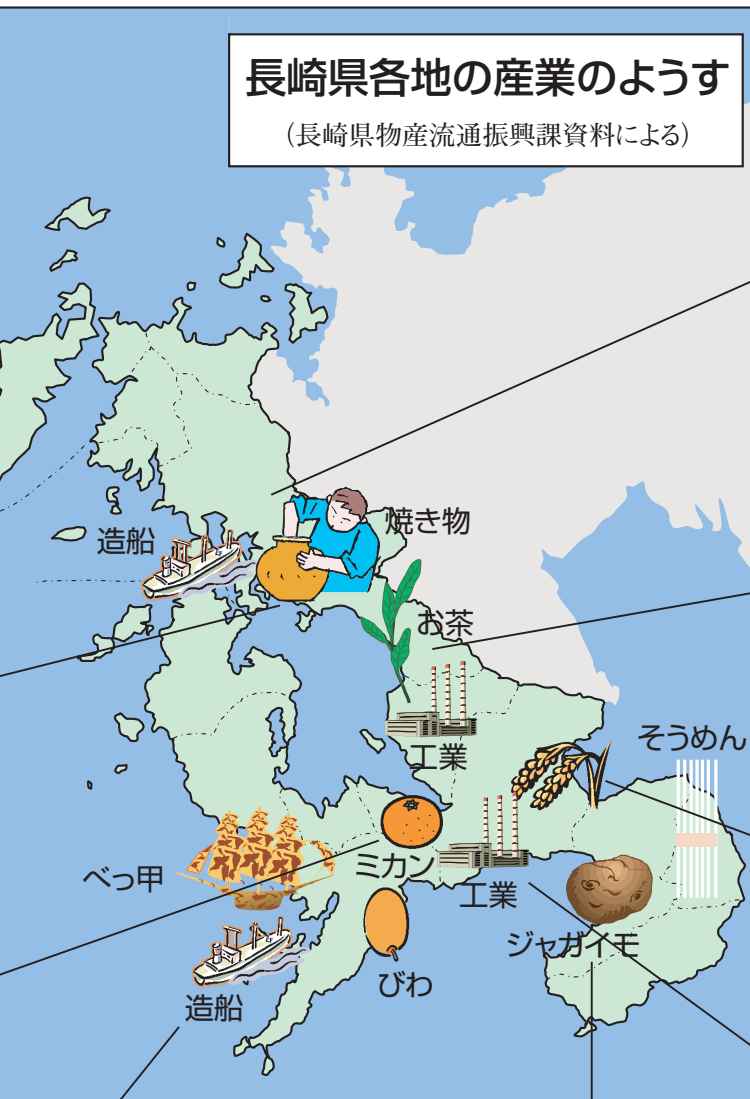 長崎県各地の産業のようす
（長崎県物産流通振興課資料による）
焼き物
造船
お茶
そうめん
工業
ミカン
べっ甲
工業
ジャガイモ
びわ
造船